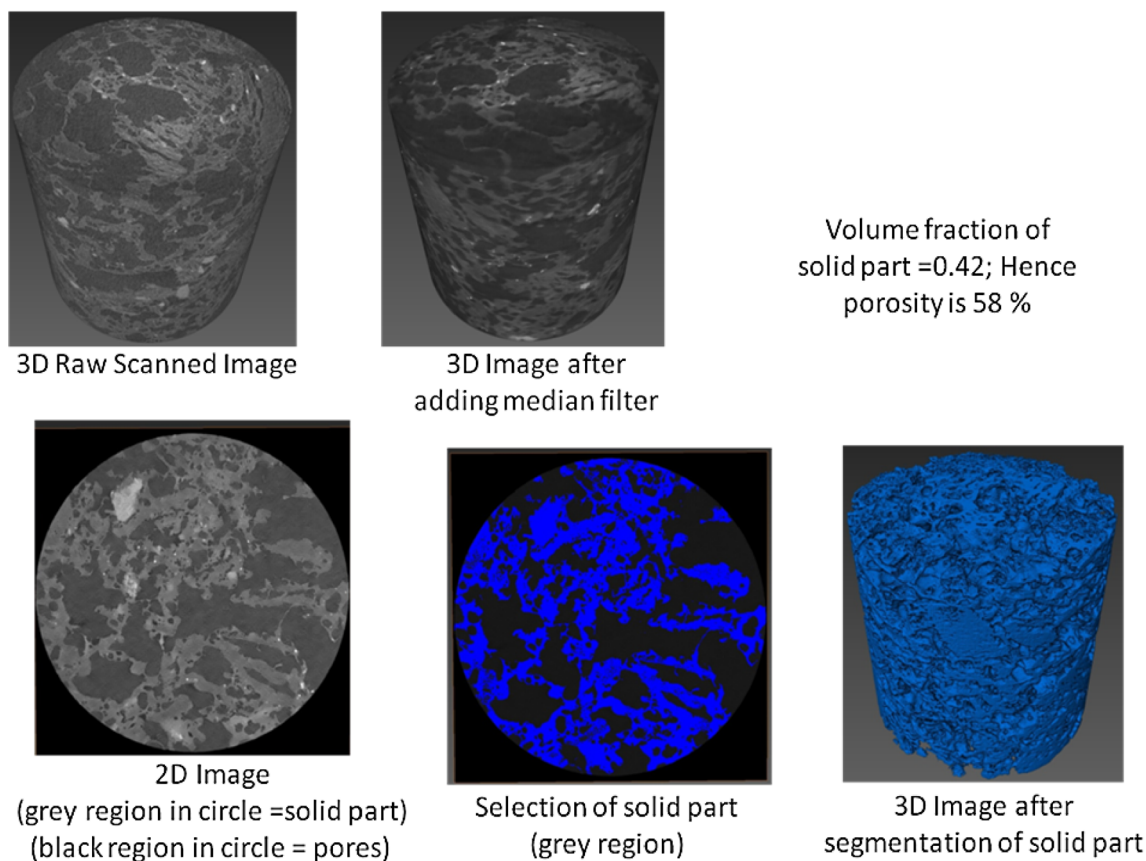 Volume fraction of
solid part =0.42; Hence
porosity is 58 %
3D Raw Scanned Image
3D Image after
adding median filter
2D Image
(grey region in circle =solid part)
(black region in circle = pores)
Selection of solid part
(grey region)
3D Image after
segmentation of solid part